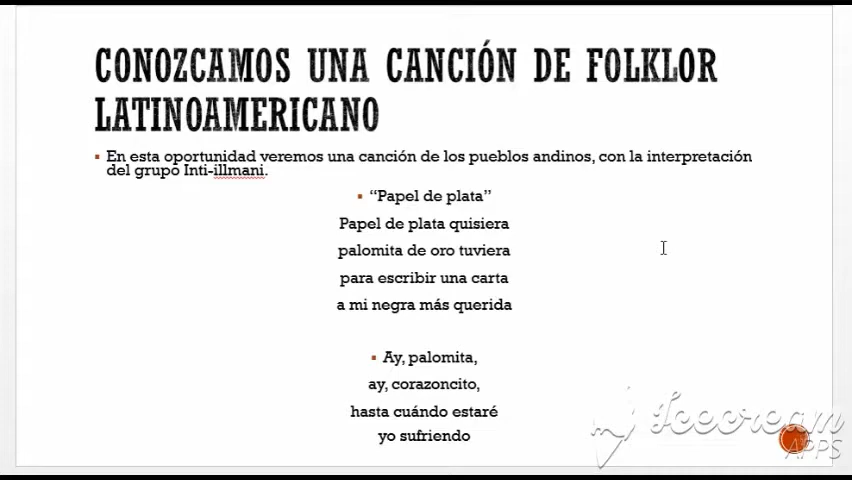 CONOZCAMOS UNA CANCIÓN DE FOLKLOR
LATINOAMERICANO
En esta oportunidad veremos una canción de los pueblos andinos, con la interpretación
del grupo Inti-illmani.
“Papel de plata”
Papel de plata quisiera
palomita de oro tuviera
para escribir una carta
a mi negra más querida
Ay, palomita,
ay, corazoncito,
hasta cuándo estaré
yo sufriendo
Icecream
APPS